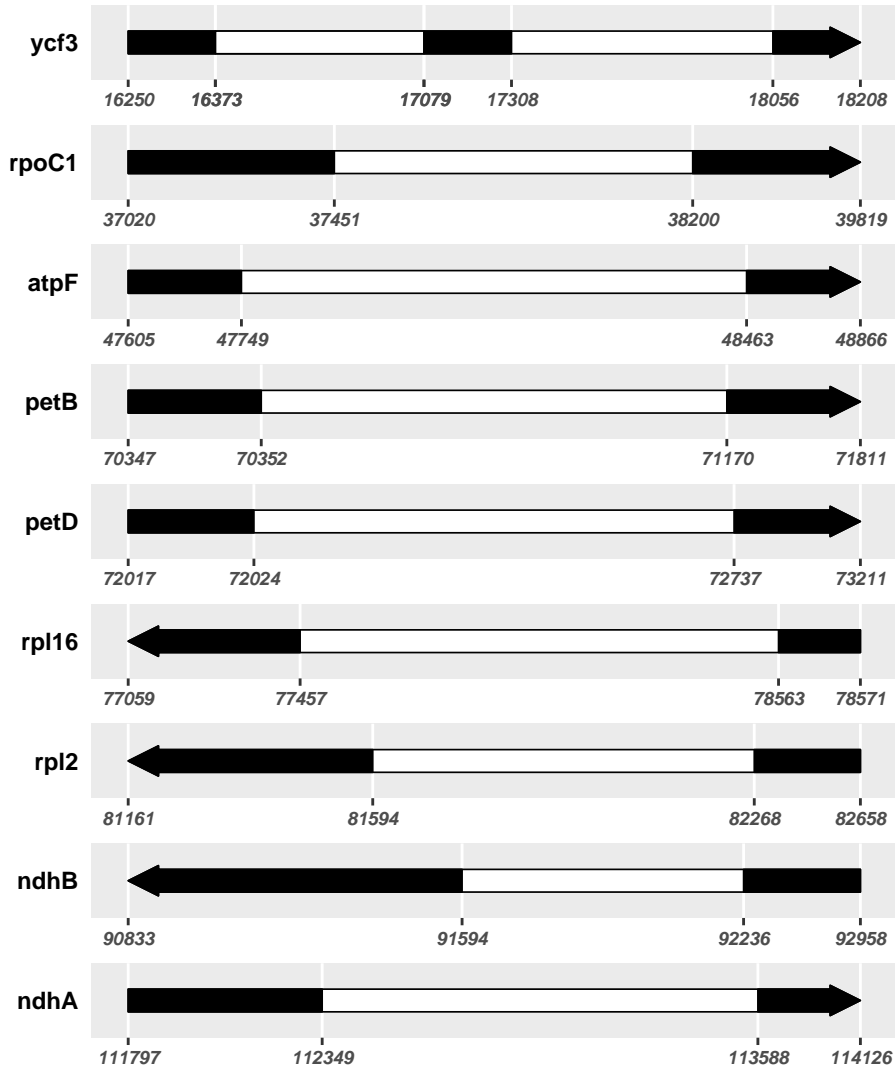 ycf3
16250 16373 17079 17308 18056 18208
rpoC1
37020 37451 38200 39819
atpF
47605 47749 48463 48866
petB
70347 70352 71170 71811
petD
72017 72024 72737 73211
rpl16
77059 77457 78563 78571
rpl2
81161 81594 82268 82658
ndhB
90833 91594 92236 92958
ndhA
111797 112349 113588 114126